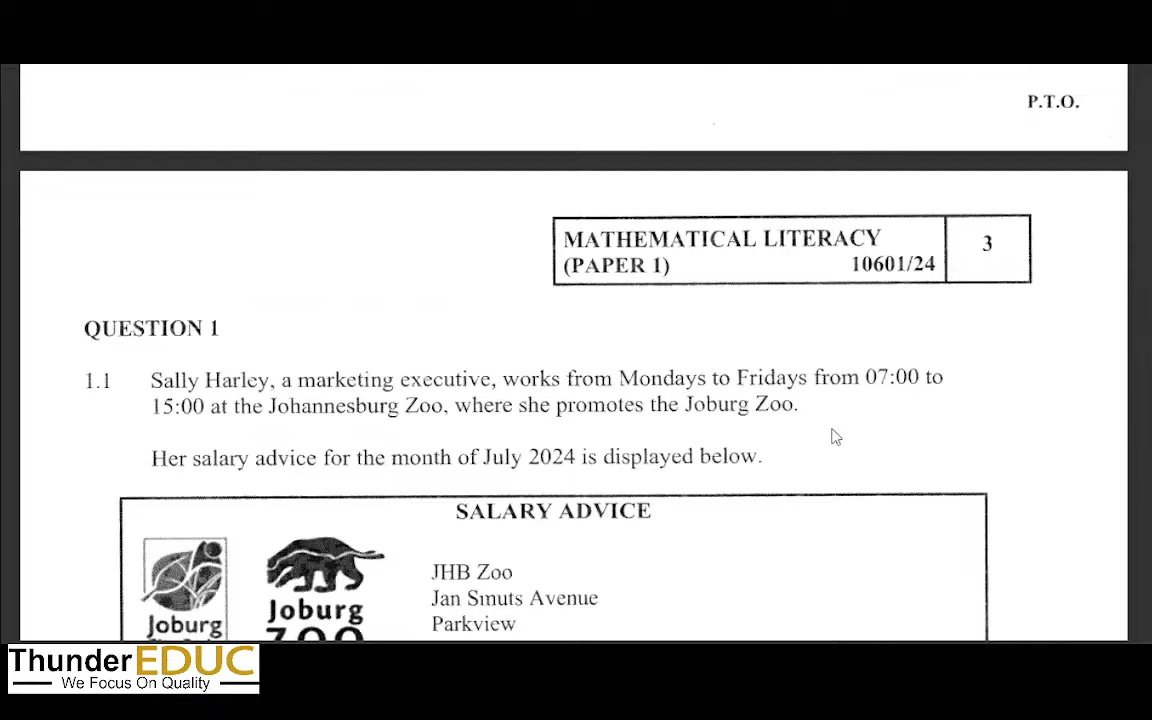 P.T.O.
MATHEMATICAL LITERACY
(PAPER 1) 10601/24
3
QUESTION 1
1.1 Sally Harley, a marketing executive, works from Mondays to Fridays from 07:00 to
15:00 at the Johannesburg Zoo, where she promotes the Joburg Zoo.
Her salary advice for the month of July 2024 is displayed below.
SALARY ADVICE
JHB Zoo
Jan Smuts Avenue
Parkview
Joburg
Joburg
ZOO
ThunderEDUC
We Focus On Quality